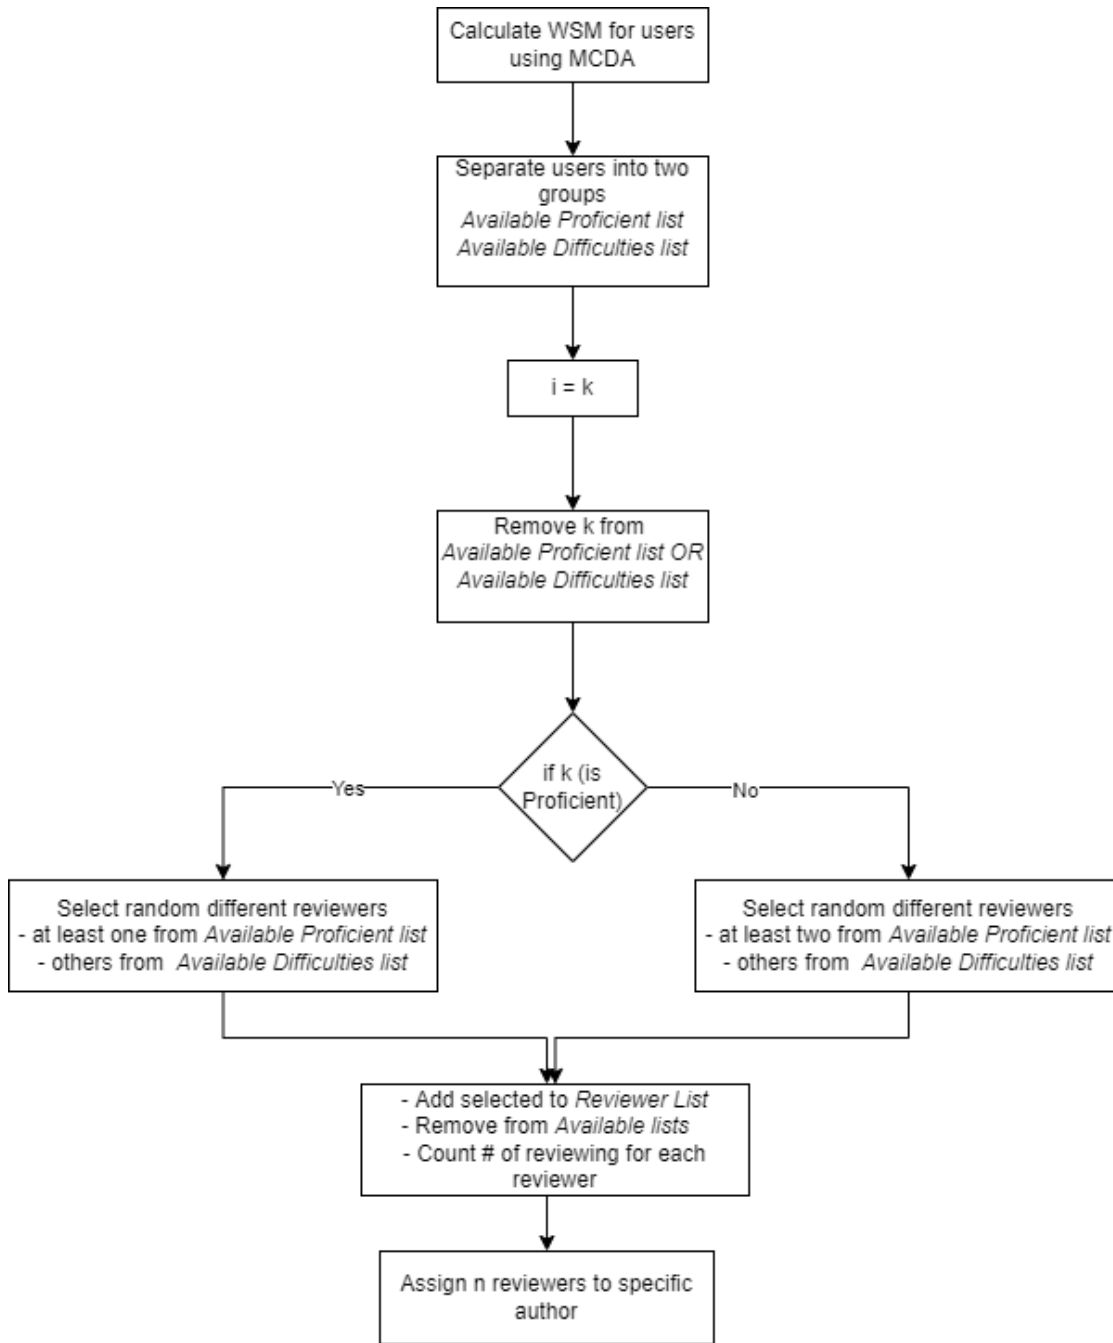 Calculate WSM for users
using MCDA
Separate users into two
groups
Available Proficient list
Available Difficulties list
i = k
Remove k from
Available Proficient list OR
Available Difficulties list
if k (is
Proficient)
Yes
No
Select random different reviewers
- at least one from Available Proficient list
- others from Available Difficulties list
Select random different reviewers
- at least two from Available Proficient list
- others from Available Difficulties list
- Add selected to Reviewer List
- Remove from Available lists
- Count # of reviewing for each
reviewer
Assign n reviewers to specific
author